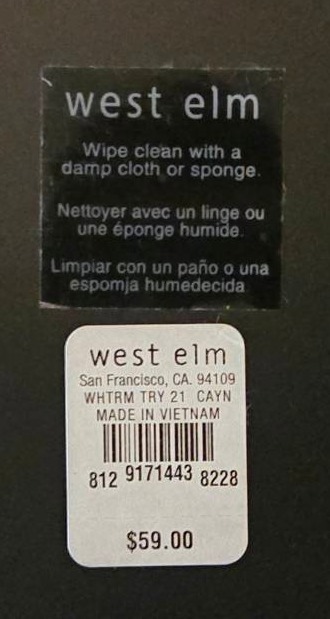 west elm
Wipe clean with a
damp cloth or sponge.
Nettoyer avec un linge ou
une éponge humide.
Limpiar con un paño o una
espomja humedecida
west elm
San Francisco, CA. 94109
WHTRM TRY 21 CAYN
MADE IN VIETNAM
812 9171443 8228
$59.00